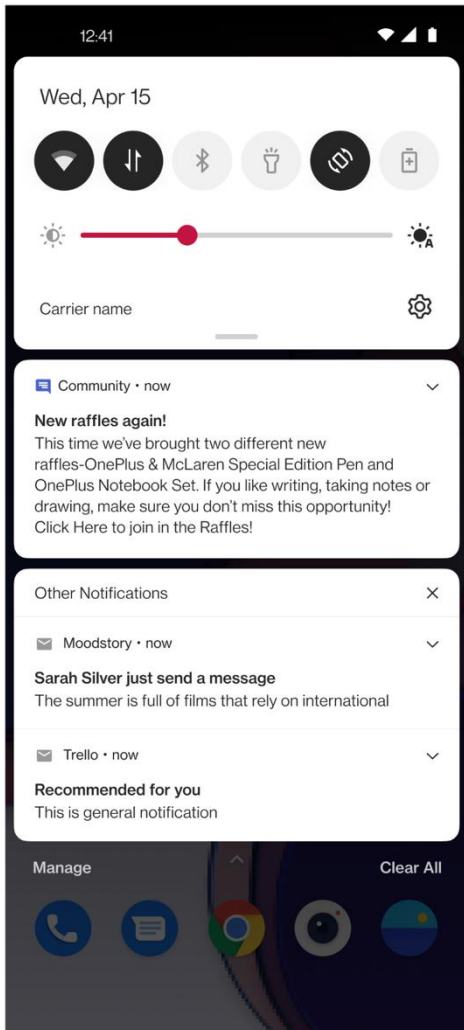 12:41
Wed, Apr 15
A
Carrier name
Community • now
New raffles again!
This time we've brought two different new
raffles-OnePlus & McLaren Special Edition Pen and
OnePlus Notebook Set. If you like writing, taking notes or
drawing, make sure you don't miss this opportunity!
Click Here to join in the Raffles!
Other Notifications
Moodstory • now
Sarah Silver just send a message
The summer is full of films that rely on international
Trello • now
Recommended for you
This is general notification
Manage
Clear All